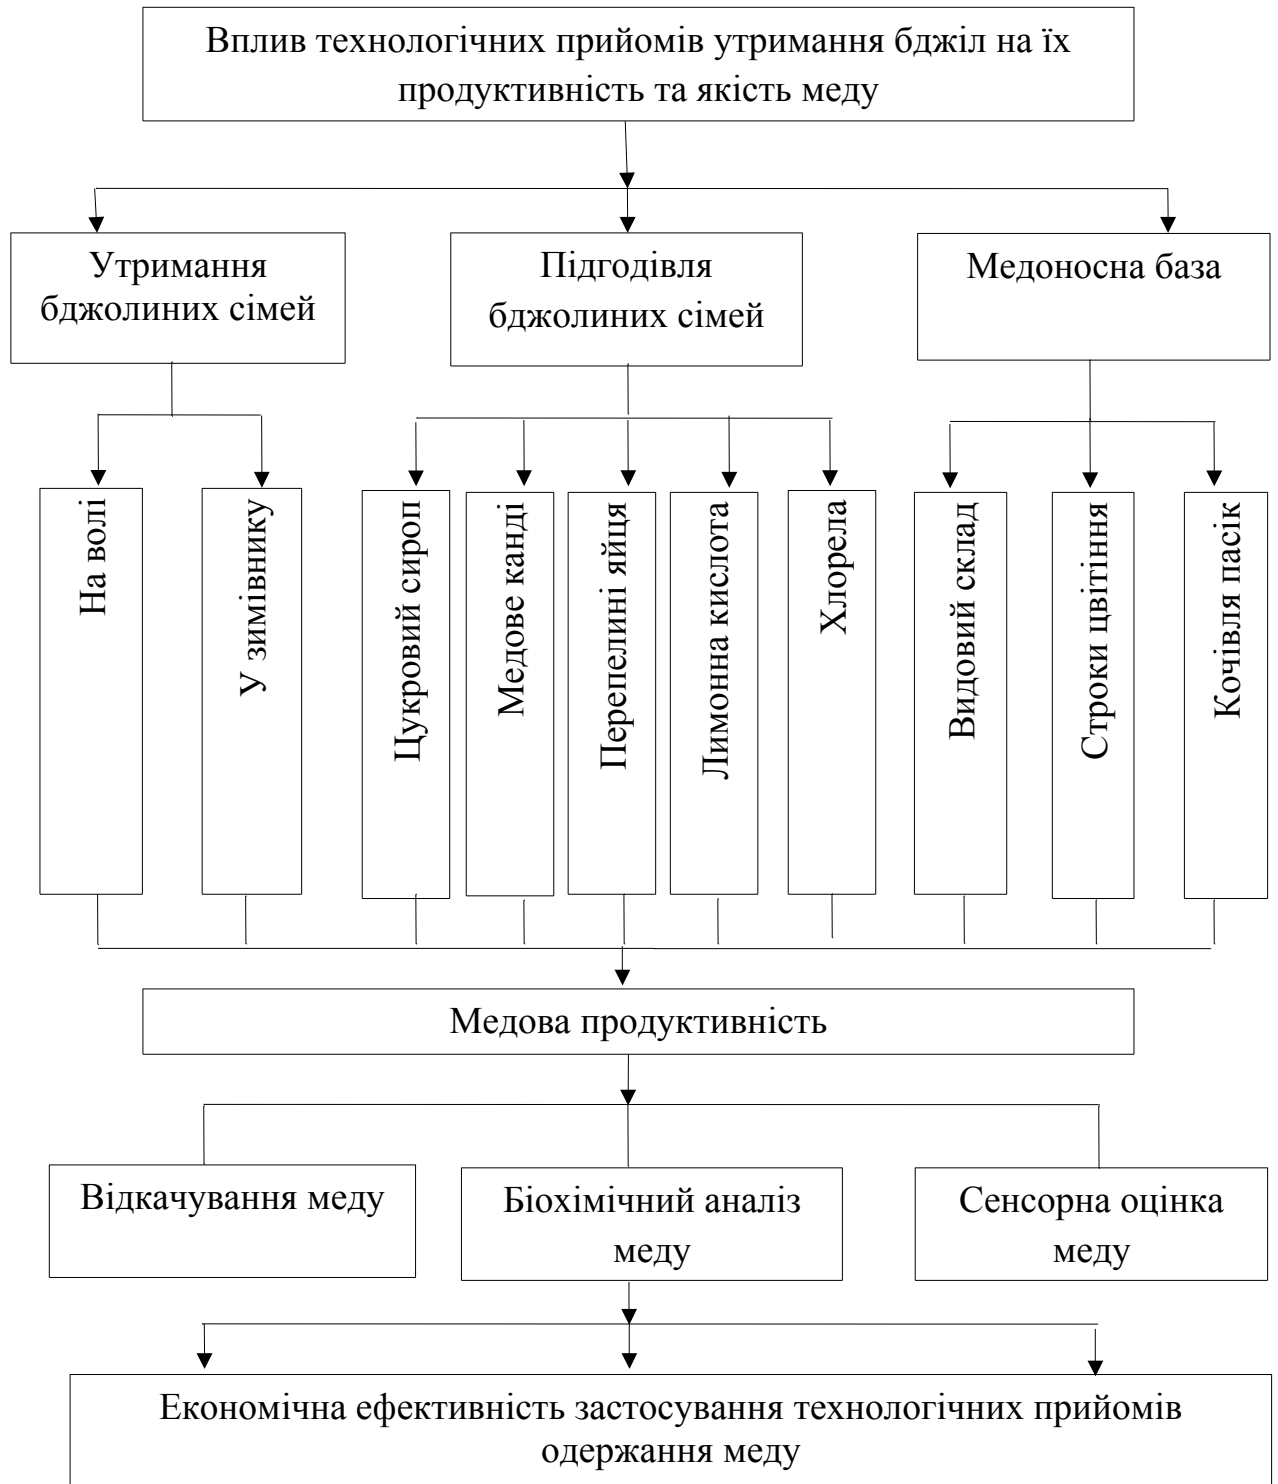 Вплив технологічних прийомів утримання бджіл на їх
продуктивність та якість меду
Утримання
бджолиних сімей
Підгодівля
бджолиних сімей
Медоносна база
На волі
У зимівнику
Цукровий сироп
Медове канді
Перепелині яйця
Лимонна кислота
Хлорела
Видовий склад
Строки цвітіння
Кочівля пасік
Медова продуктивність
Відкачування меду
Біохімічний аналіз
меду
Сенсорна оцінка
меду
Економічна ефективність застосування технологічних прийомів
одержання меду